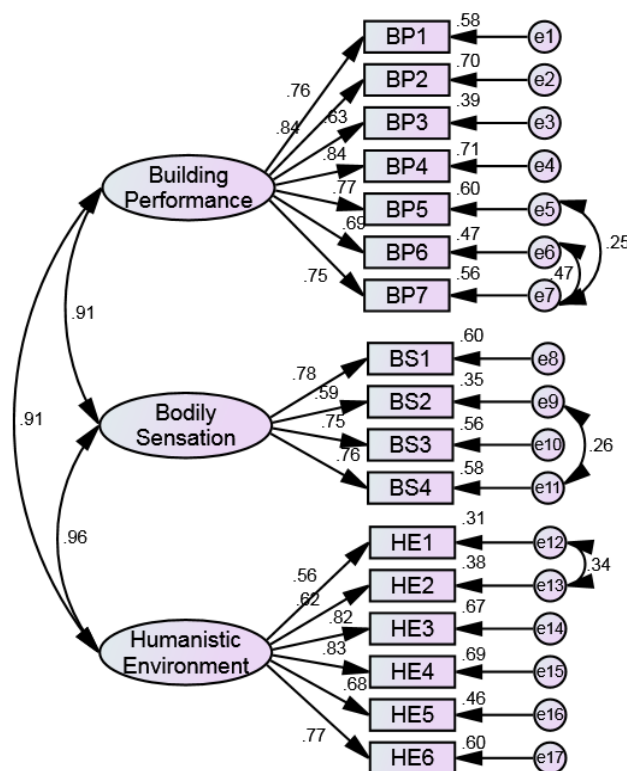 .58
BP1
e1
.76
.70
BP2
e2
.84
.63
.39
BP3
e3
.84
.71
BP4
e4
Building
Performance
.77
.60
BP5
e5
.69
.47
BP6
e6
.25
.47
.75
.56
BP7
e7
.91
.91
.60
BS1
e8
.78
.35
BS2
e9
.59
Bodily
Sensation
.75
.56
BS3
e10
.26
.76
.58
BS4
e11
.96
.31
HE1
e12
.34
.56
.38
HE2
e13
.62
.67
HE3
e14
.82
Humanistic
Environment
.83
.69
HE4
e15
.68
.46
HE5
e16
.77
.60
HE6
e17